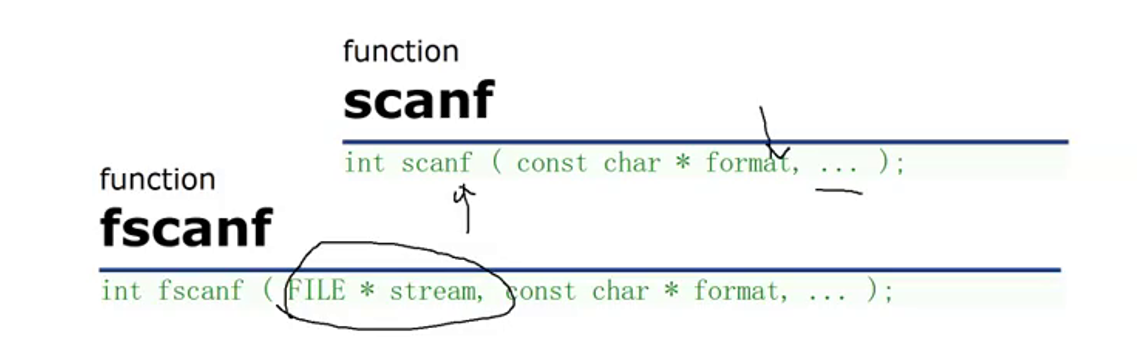 function
scanf
int scanf ( const char * format, ... );
function
fscanf
int fscanf ( FILE * stream, const char * format, ... );